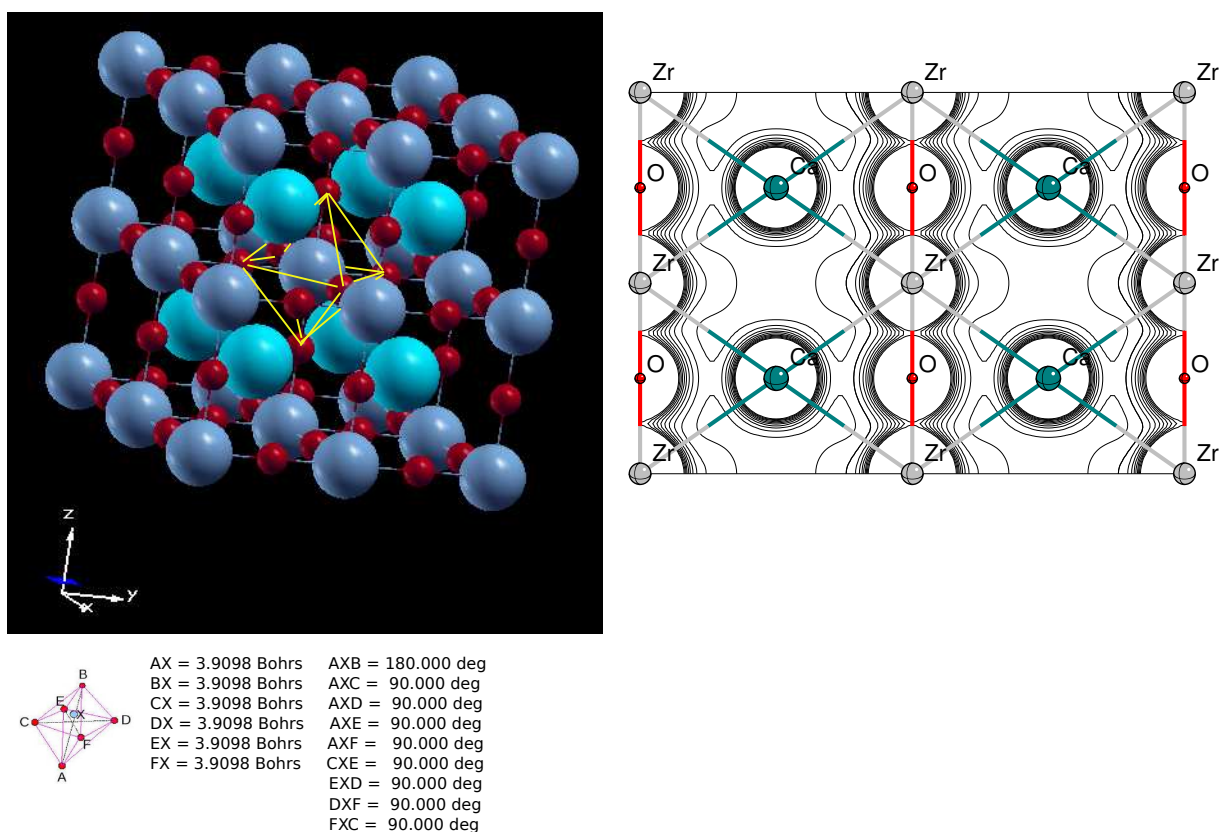 z
x
y
Zr Zr Zr
Ca Ca
O O O
Zr Zr Zr
Ca Ca
O O O
Zr Zr Zr
B
E
X
C
D
F
A
AX = 3.9098 Bohrs AXB = 180.000 deg
BX = 3.9098 Bohrs AXC = 90.000 deg
CX = 3.9098 Bohrs AXD = 90.000 deg
DX = 3.9098 Bohrs AXE = 90.000 deg
EX = 3.9098 Bohrs AXF = 90.000 deg
FX = 3.9098 Bohrs CXE = 90.000 deg
EXD = 90.000 deg
DXF = 90.000 deg
FXC = 90.000 deg